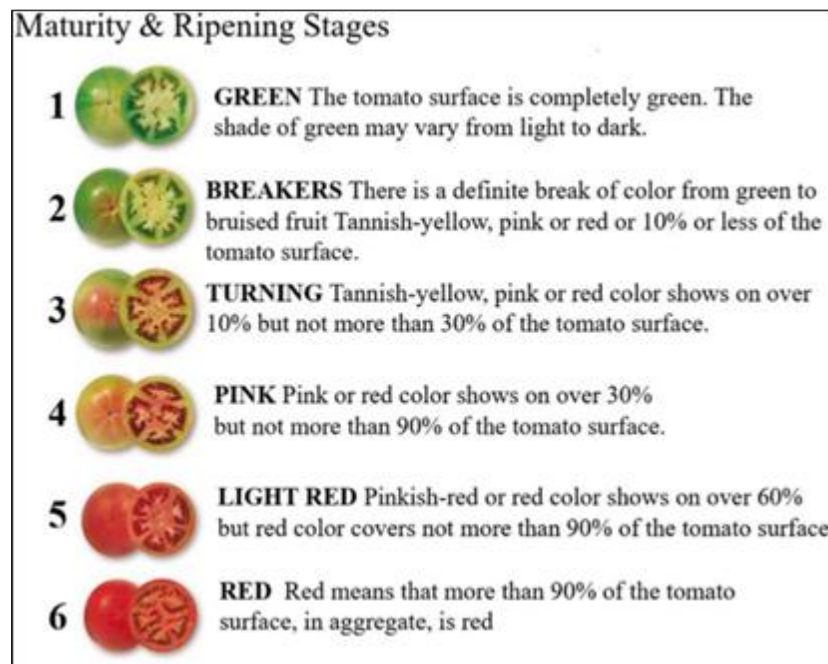 Maturity & Ripening Stages
1 GREEN The tomato surface is completely green. The
shade of green may vary from light to dark.
2 BREAKERS There is a definite break of color from green to
bruised fruit Tannish-yellow, pink or red or 10% or less of the
tomato surface.
3 TURNING Tannish-yellow, pink or red color shows on over
10% but not more than 30% of the tomato surface.
4 PINK Pink or red color shows on over 30%
but not more than 90% of the tomato surface.
5 LIGHT RED Pinkish-red or red color shows on over 60%
but red color covers not more than 90% of the tomato surface
6 RED Red means that more than 90% of the tomato
surface, in aggregate, is red